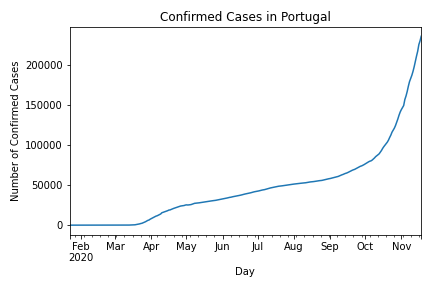 Confirmed Cases in Portugal
Number of Confirmed Cases
200000
150000
100000
50000
0
Feb Mar Apr May Jun Jul Aug Sep Oct Nov
2020
Day